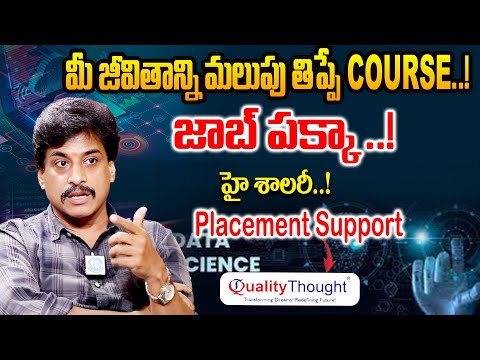 మీ జీవితాన్ని మలుపు తిప్పే COURSE..!
జాబ్ పక్కా ..!
హై శాలరీ..!
Placement Support
DATA
SCIENCE
QualityThought®
Transforming Dreams! Redefining Future!